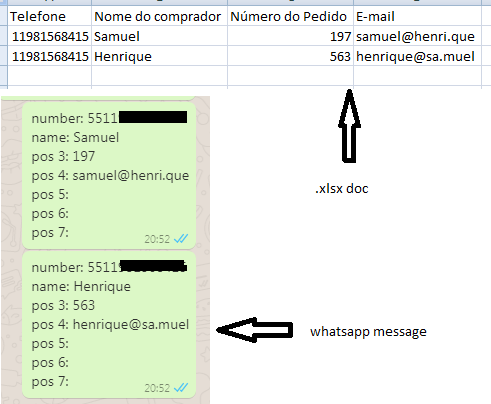 Telefone Nome do comprador Número do Pedido E-mail
11981568415 Samuel 197 samuel@henri.que
11981568415 Henrique 563 henrique@sa.muel
number: 5511
name: Samuel
pos 3: 197
pos 4: samuel@henri.que
pos 5:
pos 6:
pos 7:
20:52
.xlsx doc
number: 5511
name: Henrique
pos 3: 563
pos 4: henrique@sa.muel
pos 5:
pos 6:
pos 7:
20:52
whatsapp message